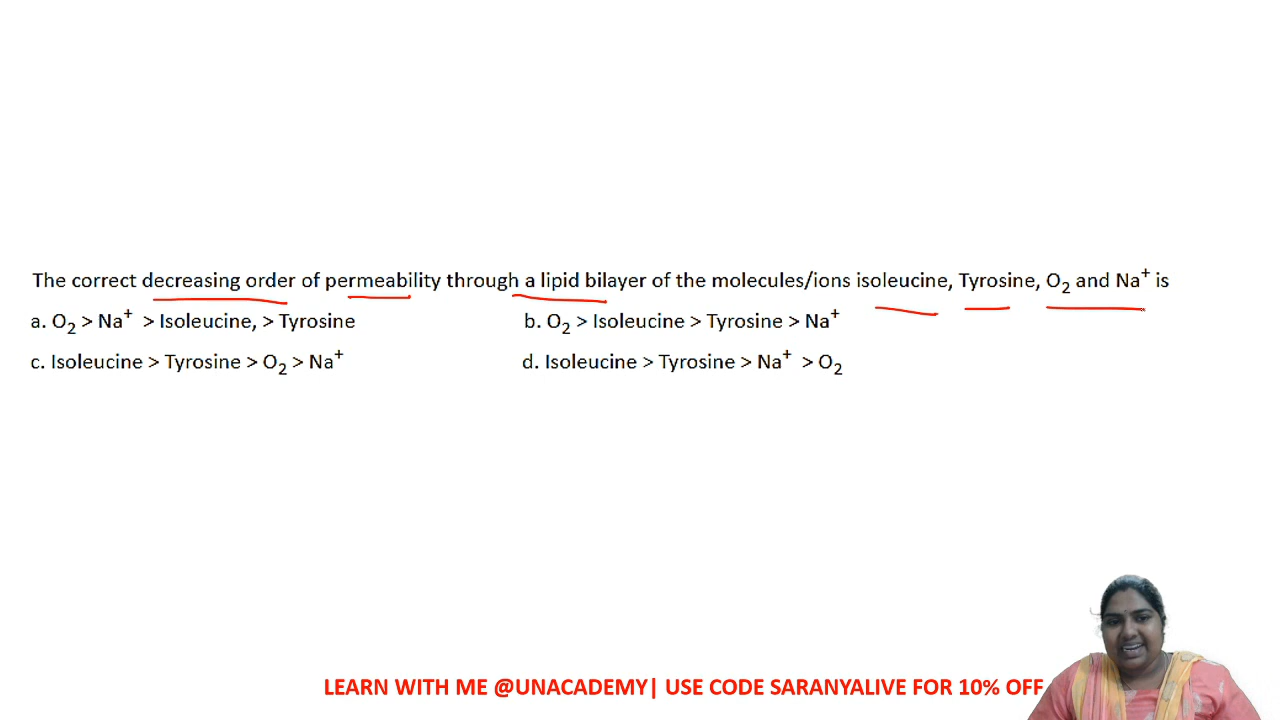 The correct decreasing order of permeability through a lipid bilayer of the molecules/ions isoleucine, Tyrosine, O₂ and Na⁺ is
a. O₂ > Na⁺ > Isoleucine, > Tyrosine
b. O₂ > Isoleucine > Tyrosine > Na⁺
c. Isoleucine > Tyrosine > O₂ > Na⁺
d. Isoleucine > Tyrosine > Na⁺ > O₂
LEARN WITH ME @UNACADEMY| USE CODE SARANYALIVE FOR 10% OFF